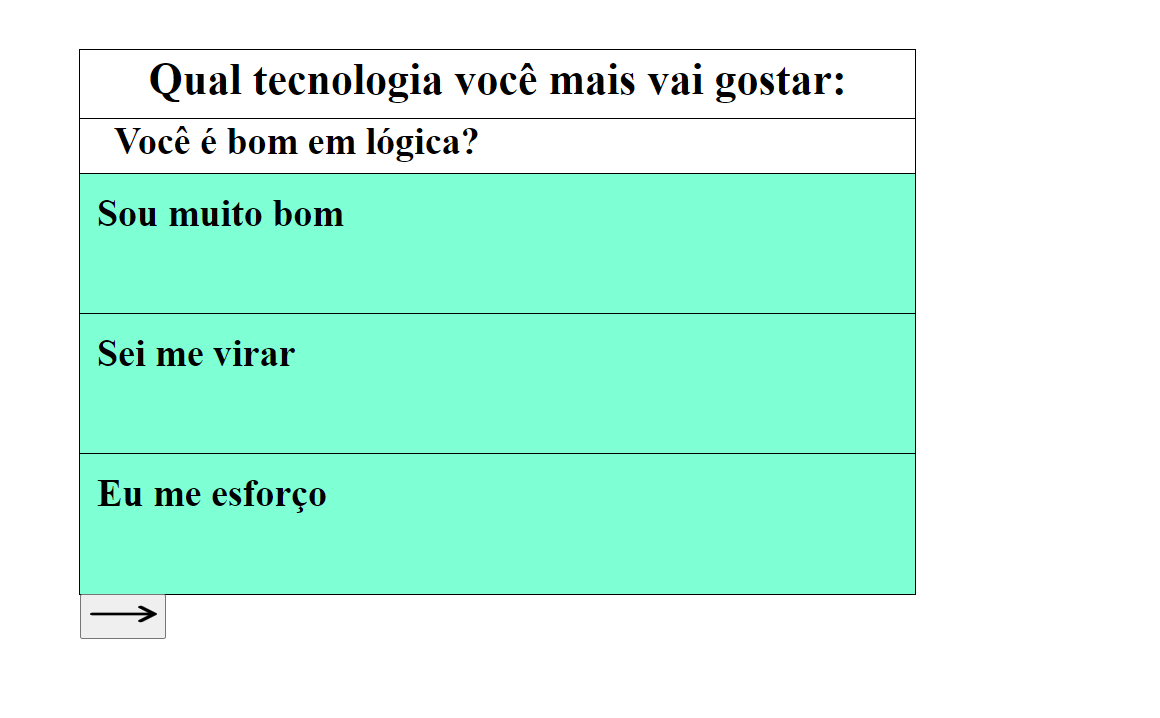 Qual tecnologia você mais vai gostar:
Você é bom em lógica?
Sou muito bom
Sei me virar
Eu me esforço